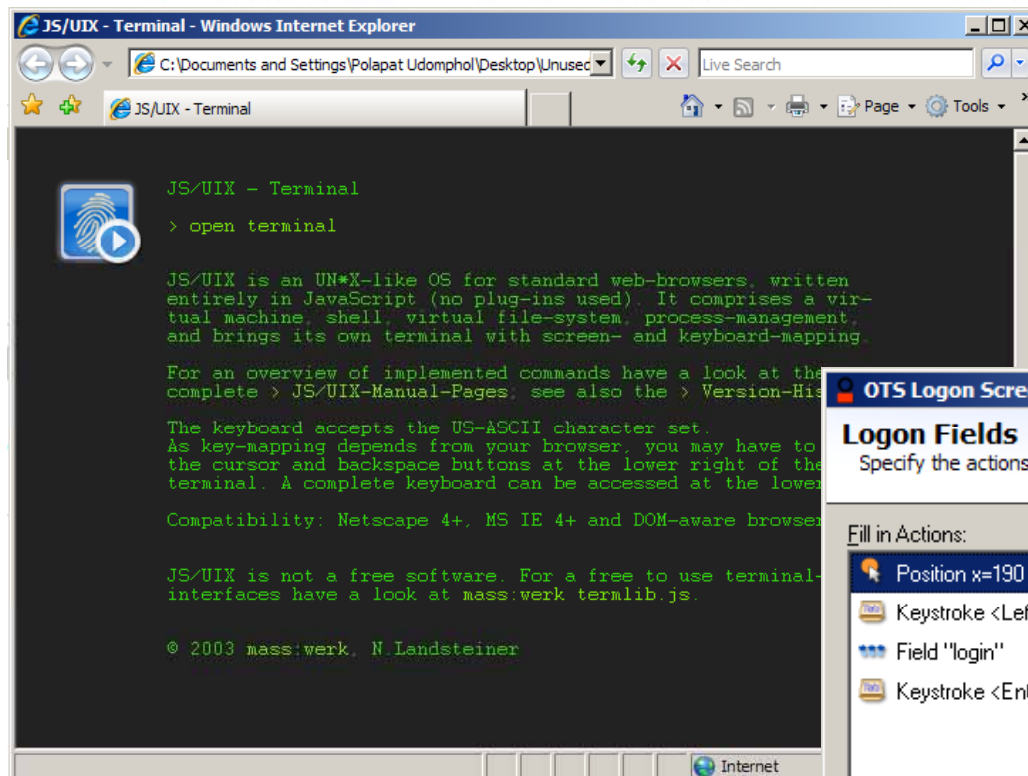 JS/UIX - Terminal - Windows Internet Explorer
C:\Documents and Settings\Polapat Udomphol\Desktop\Unused
Live Search
JS/UIX - Terminal
Page
Tools
JS/UIX - Terminal
> open terminal
JS/UIX is an UN*X-like OS for standard web-browsers, written
entirely in JavaScript (no plug-ins used). It comprises a vir-
tual machine, shell, virtual file-system, process-management,
and brings its own terminal with screen- and keyboard-mapping.
For an overview of implemented commands have a look at the
complete > JS/UIX-Manual-Pages; see also the > Version-His
The keyboard accepts the US-ASCII character set.
As key-mapping depends from your browser, you may have to
the cursor and backspace buttons at the lower right of the
terminal. A complete keyboard can be accessed at the lower
Compatibility: Netscape 4+, MS IE 4+ and DOM-aware browser
JS/UIX is not a free software. For a free to use terminal-
interfaces have a look at mass:werk termlib.js.
© 2003 mass:werk, N.Landsteiner
Internet
OTS Logon Scre
Logon Fields
Specify the actions
Fill in Actions:
Position x=190
Keystroke <Lef
Field "login"
Keystroke <Ent